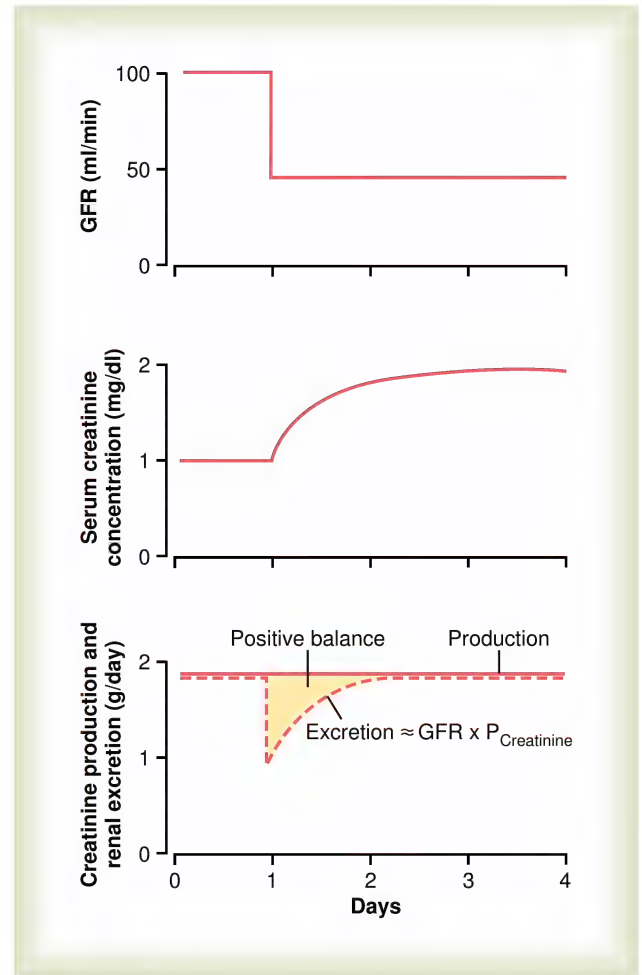 100
50
0
GFR (ml/min)
2
1
0
Serum creatinine
concentration (mg/dl)
Positive balance
Production
2
1
0
Excretion ≈ GFR x PCreatinine
Creatinine production and
renal excretion (g/day)
0 1 2 3 4
Days